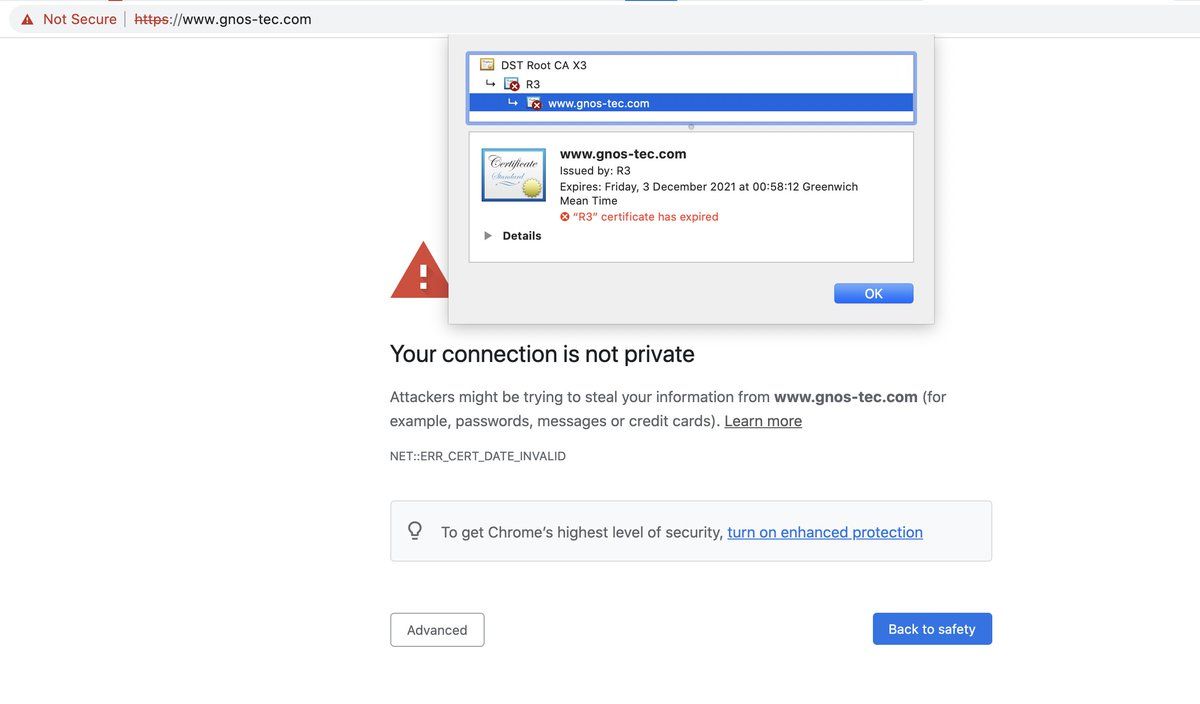 Not Secure https://www.gnos-tec.com
DST Root CA X3
R3
www.gnos-tec.com
Certificate
Standard
www.gnos-tec.com
Issued by: R3
Expires: Friday, 3 December 2021 at 00:58:12 Greenwich
Mean Time
“R3” certificate has expired
Details
OK
Your connection is not private
Attackers might be trying to steal your information from www.gnos-tec.com (for
example, passwords, messages or credit cards). Learn more
NET::ERR_CERT_DATE_INVALID
To get Chrome’s highest level of security, turn on enhanced protection
Advanced
Back to safety